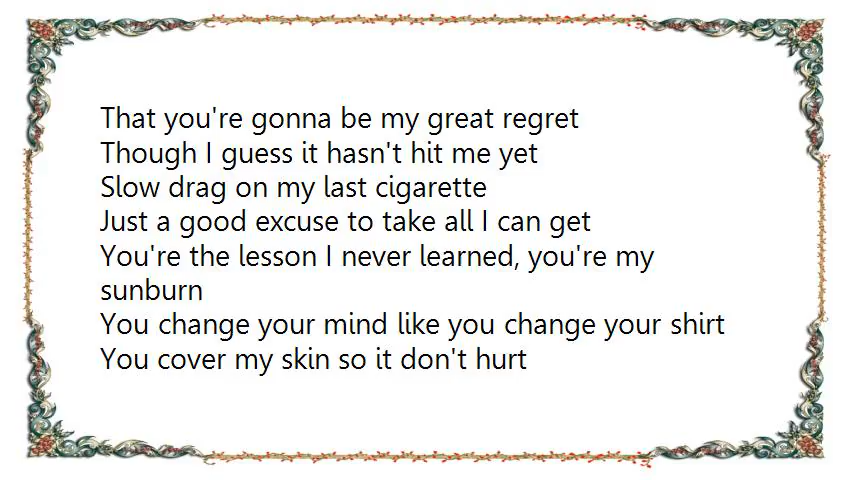 That you're gonna be my great regret
Though I guess it hasn't hit me yet
Slow drag on my last cigarette
Just a good excuse to take all I can get
You're the lesson I never learned, you're my
sunburn
You change your mind like you change your shirt
You cover my skin so it don't hurt